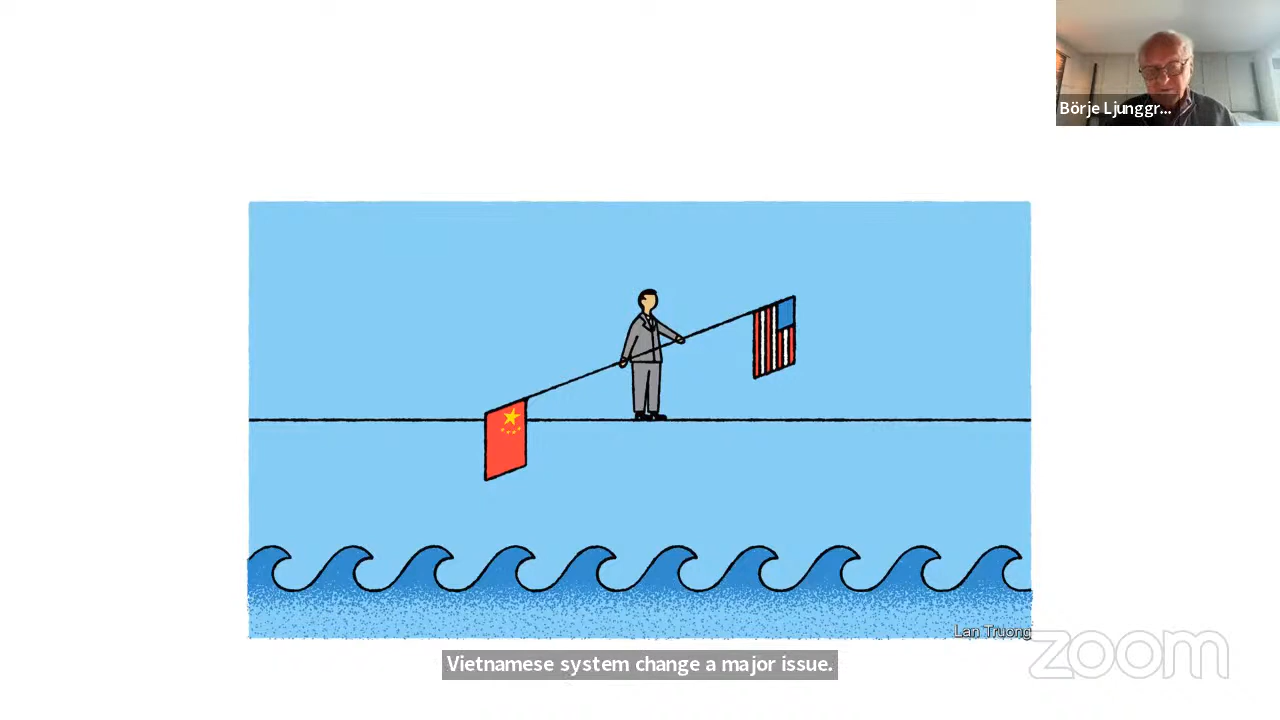 Börje Ljunggr...
Lan Truong
Vietnamese system change a major issue.
zoom